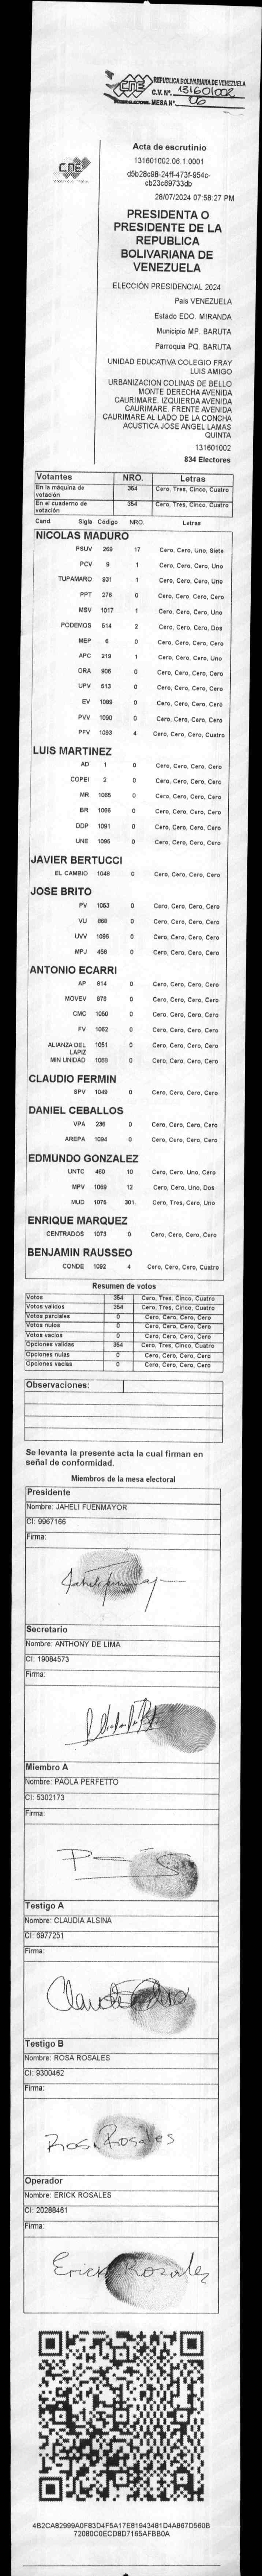 CNE
REPUBLICA BOLIVARIANA DE VENEZUELA
C.V. Nº. 131601002
MESA Nº. 06
CNE
Acta de escrutinio
131601002.06.1.0001
d5b28c98-24ff-473f-954c-
cb23c69733db
28/07/2024 07:58:27 PM
PRESIDENTA O
PRESIDENTE DE LA
REPUBLICA
BOLIVARIANA DE
VENEZUELA
ELECCIÓN PRESIDENCIAL 2024
Pais VENEZUELA
Estado EDO. MIRANDA
Municipio MP. BARUTA
Parroquia PQ. BARUTA
UNIDAD EDUCATIVA COLEGIO FRAY
LUIS AMIGO
URBANIZACION COLINAS DE BELLO
MONTE DERECHA AVENIDA
CAURIMARE. IZQUIERDA AVENIDA
CAURIMARE. FRENTE AVENIDA
CAURIMARE AL LADO DE LA CONCHA
ACUSTICA JOSE ANGEL LAMAS
QUINTA
131601002
834 Electores
Votantes NRO. Letras
En la máquina de votación 354 Cero, Tres, Cinco, Cuatro
En el cuaderno de votación 354 Cero, Tres, Cinco, Cuatro
Cand. Sigla Código NRO. Letras
NICOLAS MADURO
PSUV 269 17 Cero, Cero, Uno, Siete
PCV 9 1 Cero, Cero, Cero, Uno
TUPAMARO 931 1 Cero, Cero, Cero, Uno
PPT 276 0 Cero, Cero, Cero, Cero
MSV 1017 1 Cero, Cero, Cero, Uno
PODEMOS 514 2 Cero, Cero, Cero, Dos
MEP 6 0 Cero, Cero, Cero, Cero
APC 219 1 Cero, Cero, Cero, Uno
ORA 906 0 Cero, Cero, Cero, Cero
UPV 513 0 Cero, Cero, Cero, Cero
EV 1089 0 Cero, Cero, Cero, Cero
PVV 1090 0 Cero, Cero, Cero, Cero
PFV 1093 4 Cero, Cero, Cero, Cuatro
LUIS MARTINEZ
AD 1 0 Cero, Cero, Cero, Cero
COPEI 2 0 Cero, Cero, Cero, Cero
MR 1065 0 Cero, Cero, Cero, Cero
BR 1066 0 Cero, Cero, Cero, Cero
DDP 1091 0 Cero, Cero, Cero, Cero
UNE 1095 0 Cero, Cero, Cero, Cero
JAVIER BERTUCCI
EL CAMBIO 1048 0 Cero, Cero, Cero, Cero
JOSE BRITO
PV 1053 0 Cero, Cero, Cero, Cero
VU 868 0 Cero, Cero, Cero, Cero
UVV 1096 0 Cero, Cero, Cero, Cero
MPJ 458 0 Cero, Cero, Cero, Cero
ANTONIO ECARRI
AP 814 0 Cero, Cero, Cero, Cero
MOVEV 878 0 Cero, Cero, Cero, Cero
CMC 1050 0 Cero, Cero, Cero, Cero
FV 1062 0 Cero, Cero, Cero, Cero
ALIANZA DEL LAPIZ 1051 0 Cero, Cero, Cero, Cero
MIN UNIDAD 1088 0 Cero, Cero, Cero, Cero
CLAUDIO FERMIN
SPV 1049 0 Cero, Cero, Cero, Cero
DANIEL CEBALLOS
VPA 236 0 Cero, Cero, Cero, Cero
AREPA 1094 0 Cero, Cero, Cero, Cero
EDMUNDO GONZALEZ
UNTC 460 10 Cero, Cero, Uno, Cero
MPV 1069 12 Cero, Cero, Uno, Dos
MUD 1075 301. Cero, Tres, Cero, Uno
ENRIQUE MARQUEZ
CENTRADOS 1073 0 Cero, Cero, Cero, Cero
BENJAMIN RAUSSEO
CONDE 1092 4 Cero, Cero, Cero, Cuatro
Resumen de votos
Votos 354 Cero, Tres, Cinco, Cuatro
Votos validos 354 Cero, Tres, Cinco, Cuatro
Votos parciales 0 Cero, Cero, Cero, Cero
Votos nulos 0 Cero, Cero, Cero, Cero
Votos vacios 0 Cero, Cero, Cero, Cero
Opciones validas 354 Cero, Tres, Cinco, Cuatro
Opciones nulas 0 Cero, Cero, Cero, Cero
Opciones vacias 0 Cero, Cero, Cero, Cero
Observaciones:
Se levanta la presente acta la cual firman en
señal de conformidad.
Miembros de la mesa electoral
Presidente
Nombre: JAHELI FUENMAYOR
CI: 9967166
Firma:
Secretario
Nombre: ANTHONY DE LIMA
CI: 19084573
Firma:
Miembro A
Nombre: PAOLA PERFETTO
CI: 5302173
Firma:
Testigo A
Nombre: CLAUDIA ALSINA
CI: 6977251
Firma:
Testigo B
Nombre: ROSA ROSALES
CI: 9300462
Firma:
Rosa Rosales
Operador
Nombre: ERICK ROSALES
CI: 20288461
Firma:
Erick Rosales
4B2CA82999A0F83D4F5A17E81943481D4A867D560B
72080C0ECD8D7165AFBB0A